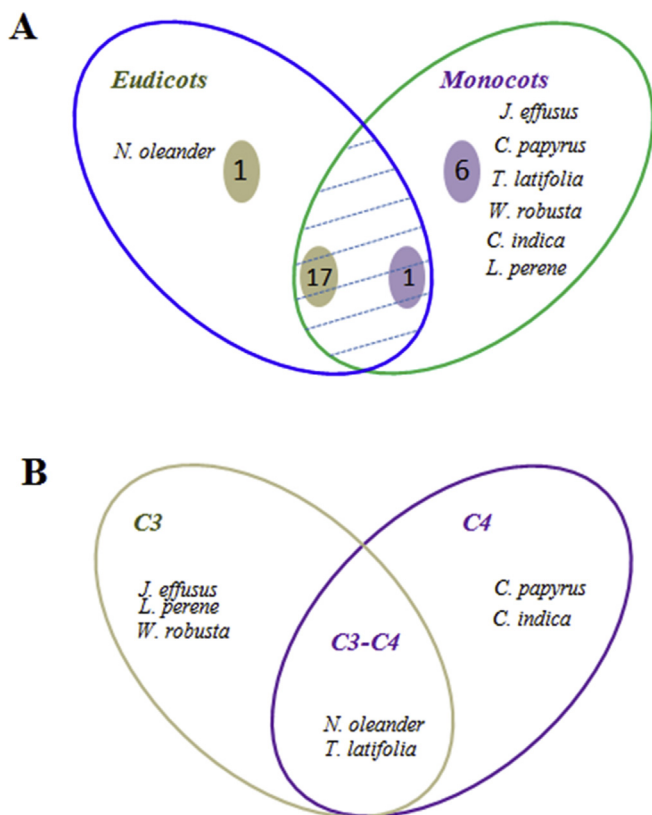 A
Eudicots
Monocots
N. oleander
1
6
J. effusus
C. papyrus
T. latifolia
W. robusta
C. indica
L. perene
17
1
B
C3
C4
J. effusus
L. perene
W. robusta
C. papyrus
C. indica
C3-C4
N. oleander
T. latifolia